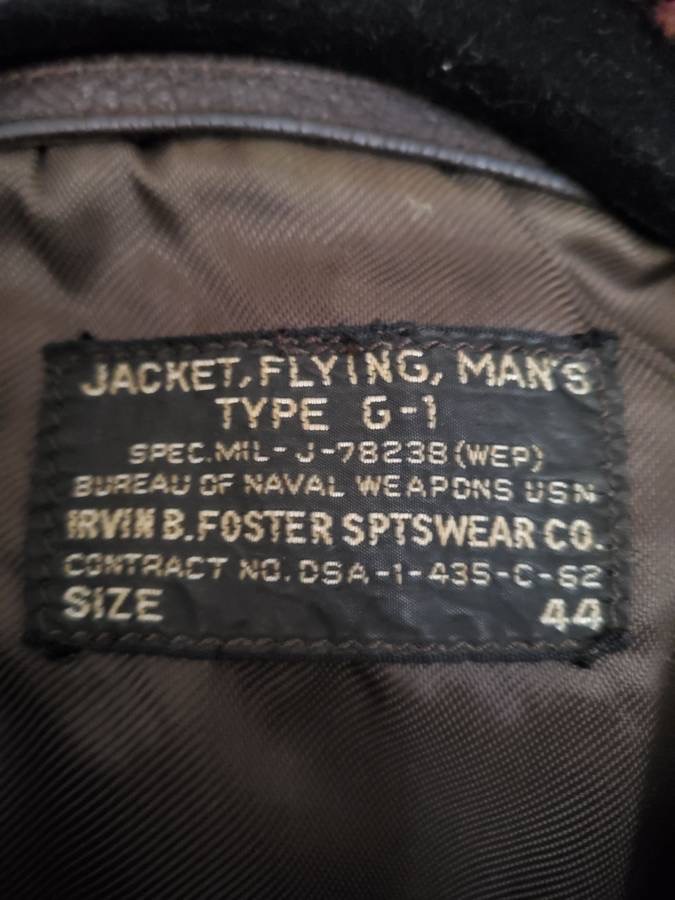 JACKET, FLYING, MAN'S
TYPE G-1
SPEC.MIL-J-7823B(WEP)
BUREAU OF NAVAL WEAPONS USN
IRVIN B.FOSTER SPTSWEAR CO.
CONTRACT NO. DSA-1-435-C-62
SIZE 44